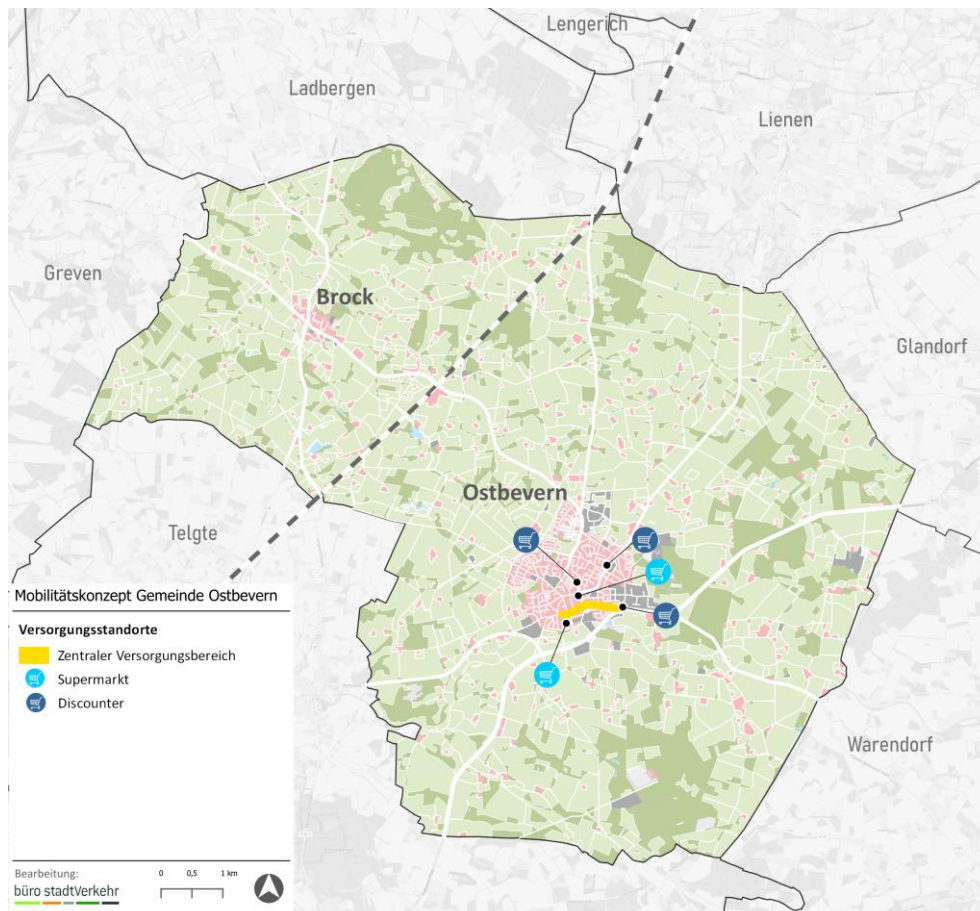 Lengerich
Ladbergen
Lienen
Greven
Brock
Glandorf
Ostbevern
Telgte
Warendorf
Mobilitätskonzept Gemeinde Ostbevern
Versorgungsstandorte
Zentraler Versorgungsbereich
Supermarkt
Discounter
Bearbeitung:
büro stadtVerkehr
0 0,5 1 km